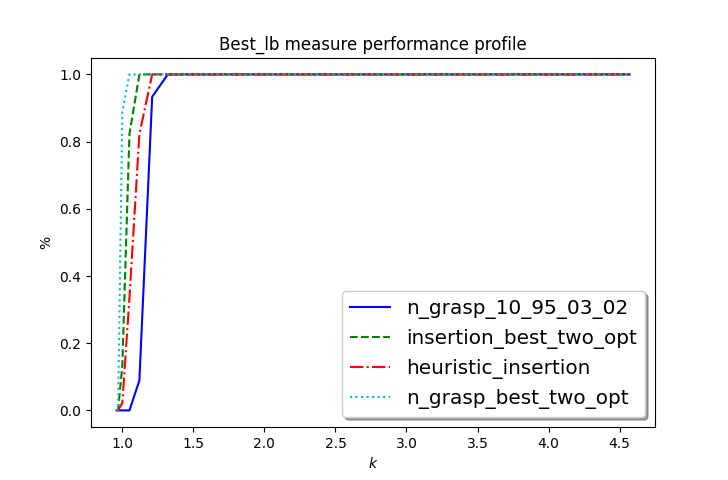 Best_lb measure performance profile
1.0
0.8
0.6
0.4
0.2
0.0
%
n_grasp_10_95_03_02
insertion_best_two_opt
heuristic_insertion
n_grasp_best_two_opt
1.0 1.5 2.0 2.5 3.0 3.5 4.0 4.5
k